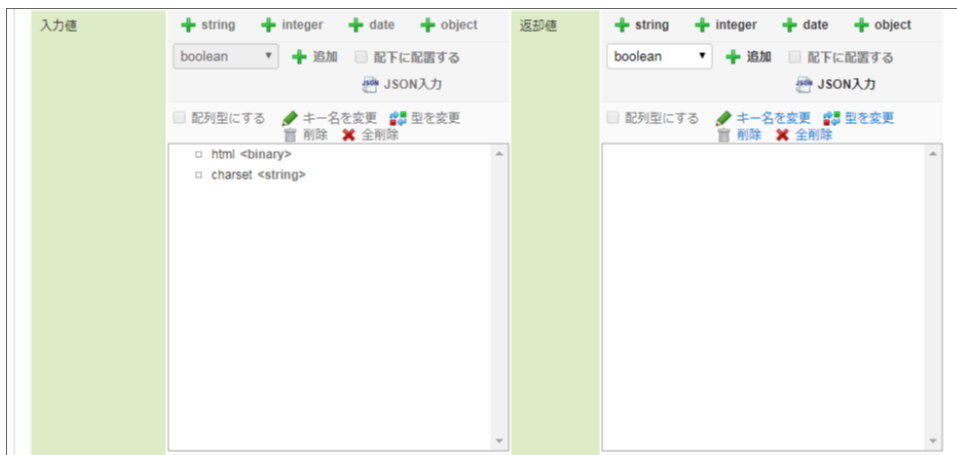 入力値
string integer date object
boolean 追加 配下に配置する
JSON入力
配列型にする キー名を変更 型を変更
削除 全削除
html <binary>
charset <string>
返却値
string integer date object
boolean 追加 配下に配置する
JSON入力
配列型にする キー名を変更 型を変更
削除 全削除